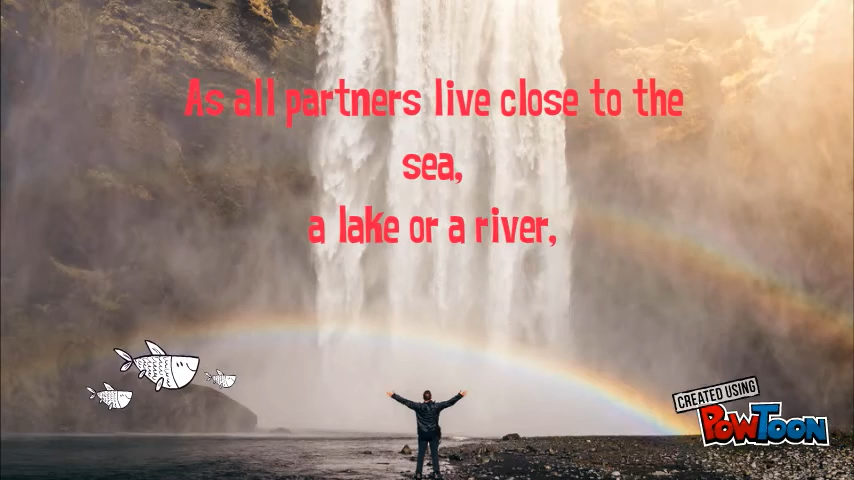 As all partners live close to the
sea,
a lake or a river,
CREATED USING
POWTOON